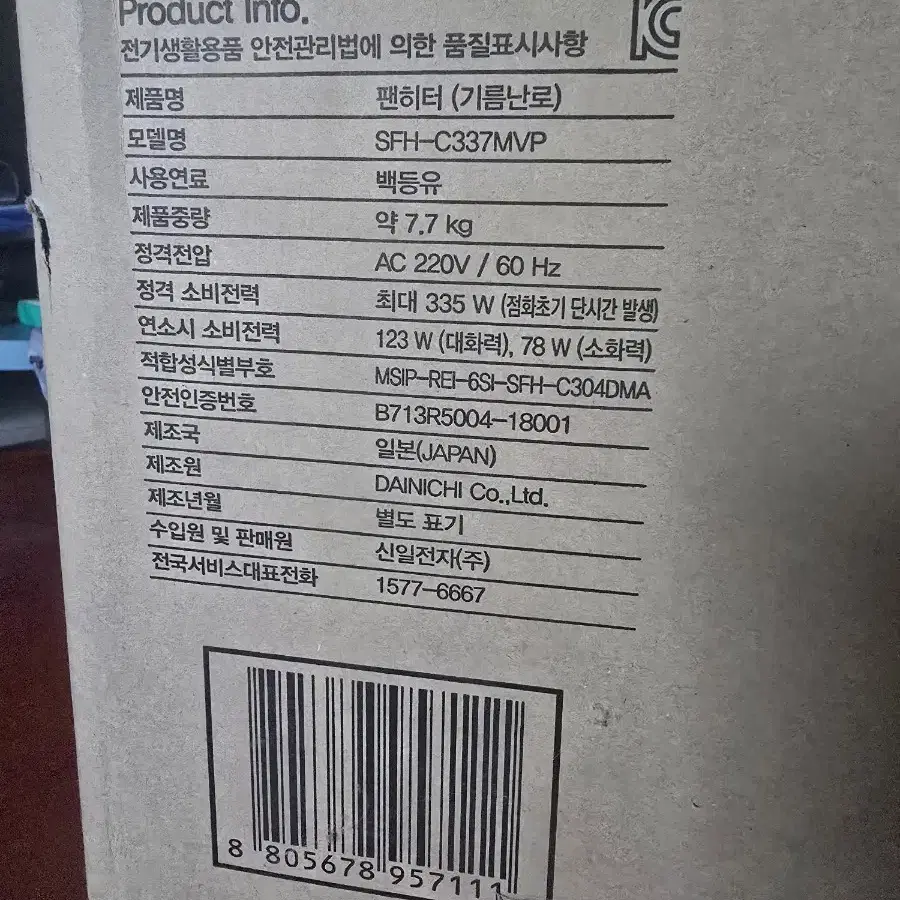 Product Info.
전기생활용품 안전관리법에 의한 품질표시사항
제품명 팬히터 (기름난로)
모델명 SFH-C337MVP
사용연료 백등유
제품중량 약 7.7 kg
정격전압 AC 220V / 60 Hz
정격 소비전력 최대 335 W (점화초기 단시간 발생)
연소시 소비전력 123 W (대화력), 78 W (소화력)
적합성식별부호 MSIP-REI-6SI-SFH-C304DMA
안전인증번호 B713R5004-18001
제조국 일본(JAPAN)
제조원 DAINICHI Co.,Ltd.
제조년월 별도 표기
수입원 및 판매원 신일전자(주)
전국서비스대표전화 1577-6667
8 805678 957111